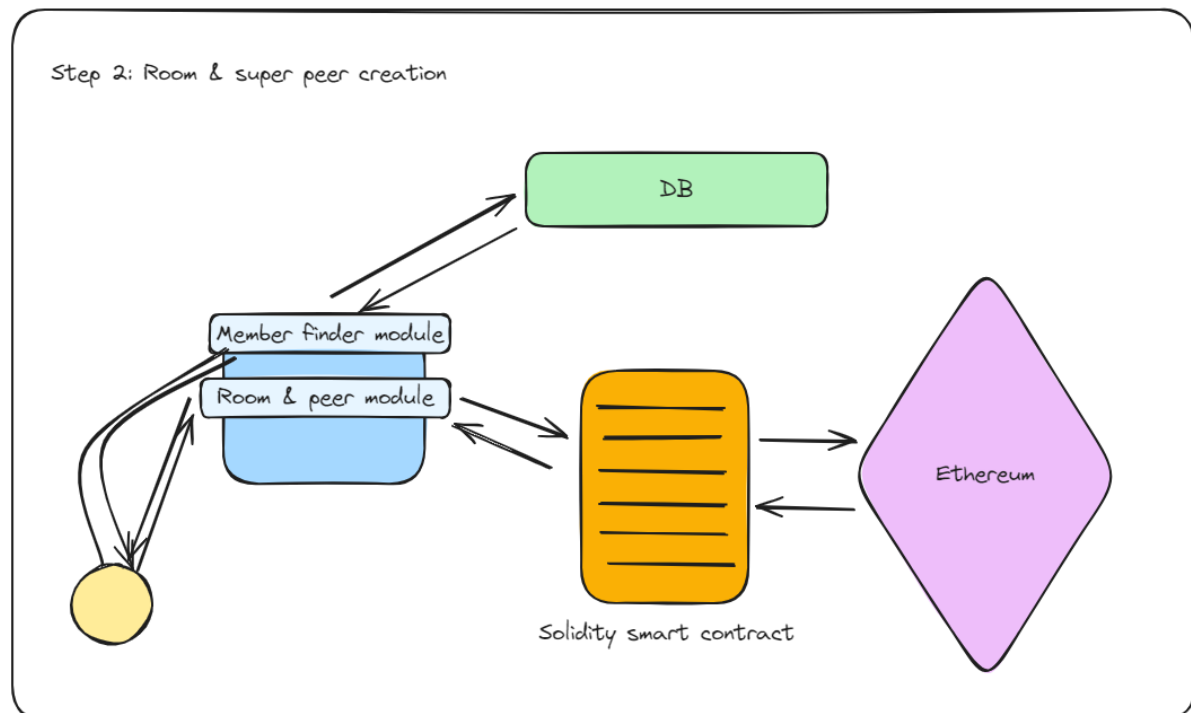 Step 2: Room & super peer creation
DB
Member finder module
Room & peer module
Ethereum
Solidity smart contract